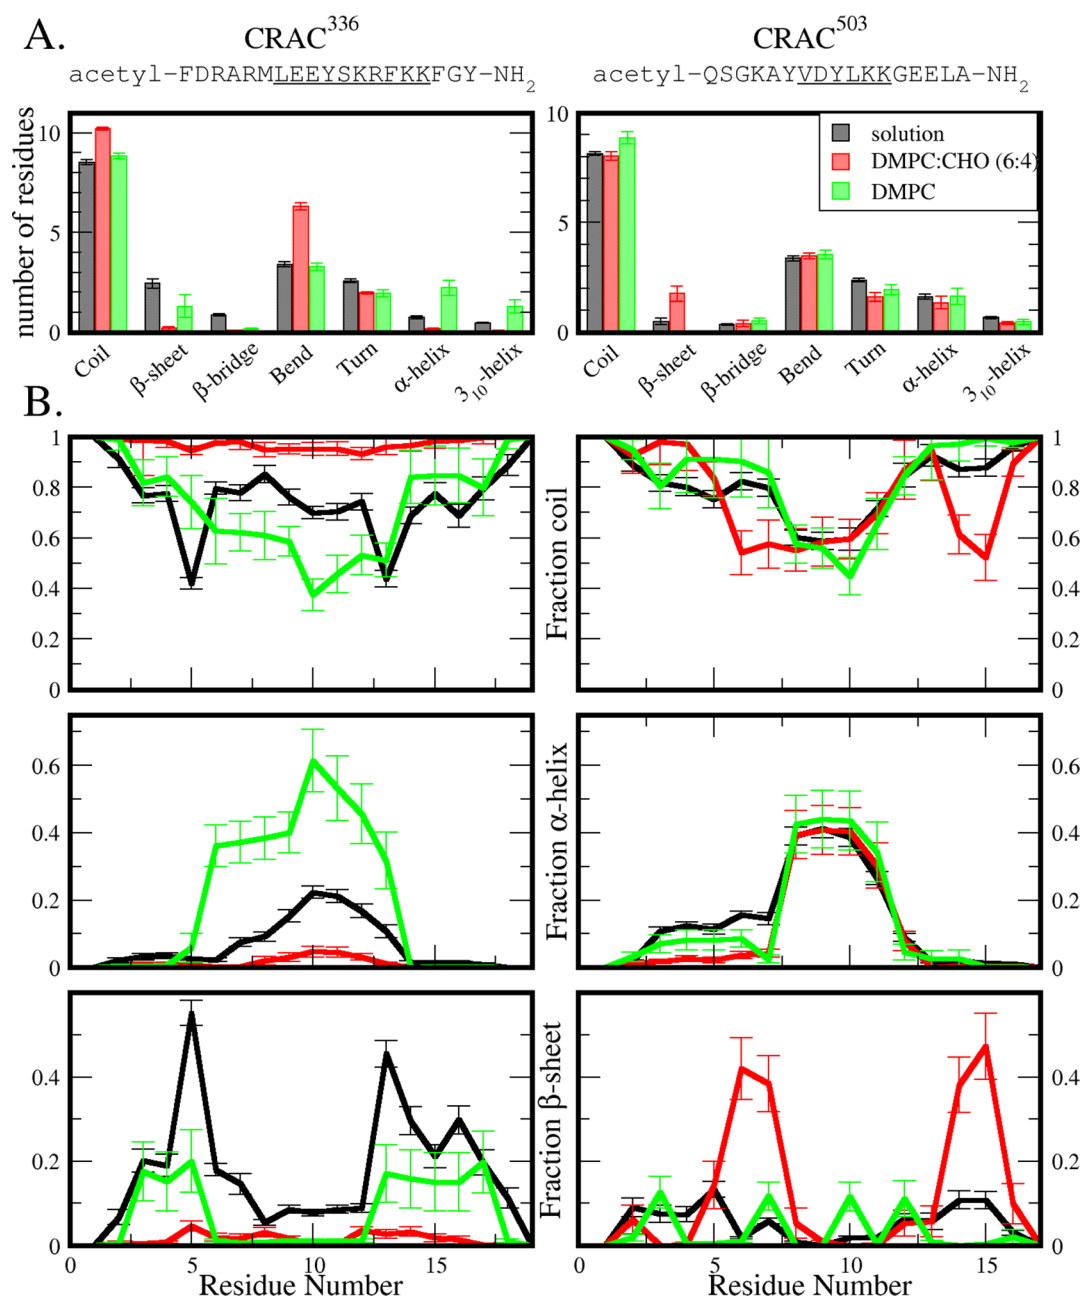 A.
CRAC336
CRAC503
acetyl-FDRARMLEEYSKRFKKFGY-NH2
acetyl-QSGKAYVDYLKKGEELA-NH2
number of residues
10
5
0
10
5
0
solution
DMPC:CHO (6:4)
DMPC
Coil
β-sheet
β-bridge
Bend
Turn
α-helix
310-helix
Coil
β-sheet
β-bridge
Bend
Turn
α-helix
310-helix
B.
1
0.8
0.6
0.4
0.2
0
Fraction coil
1
0.8
0.6
0.4
0.2
0
0.6
0.4
0.2
0
Fraction α-helix
0.6
0.4
0.2
0
0.4
0.2
0
Fraction β-sheet
0.4
0.2
0
0
5
10
15
Residue Number
0
5
10
15
Residue Number